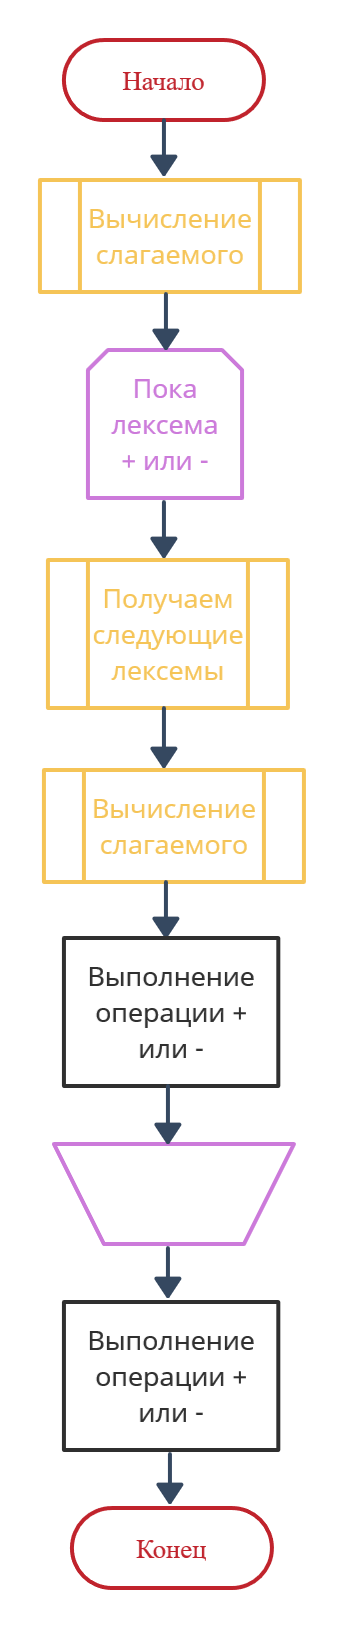 Начало
Вычисление
слагаемого
Пока
лексема
+ или -
Получаем
следующие
лексемы
Вычисление
слагаемого
Выполнение
операции +
или -
Выполнение
операции +
или -
Конец